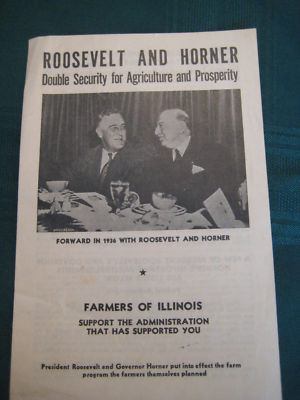 ROOSEVELT AND HORNER
Double Security for Agriculture and Prosperity
FORWARD IN 1936 WITH ROOSEVELT AND HORNER
FARMERS OF ILLINOIS
SUPPORT THE ADMINISTRATION
THAT HAS SUPPORTED YOU
President Roosevelt and Governor Horner put into effect the farm
program the farmers themselves planned